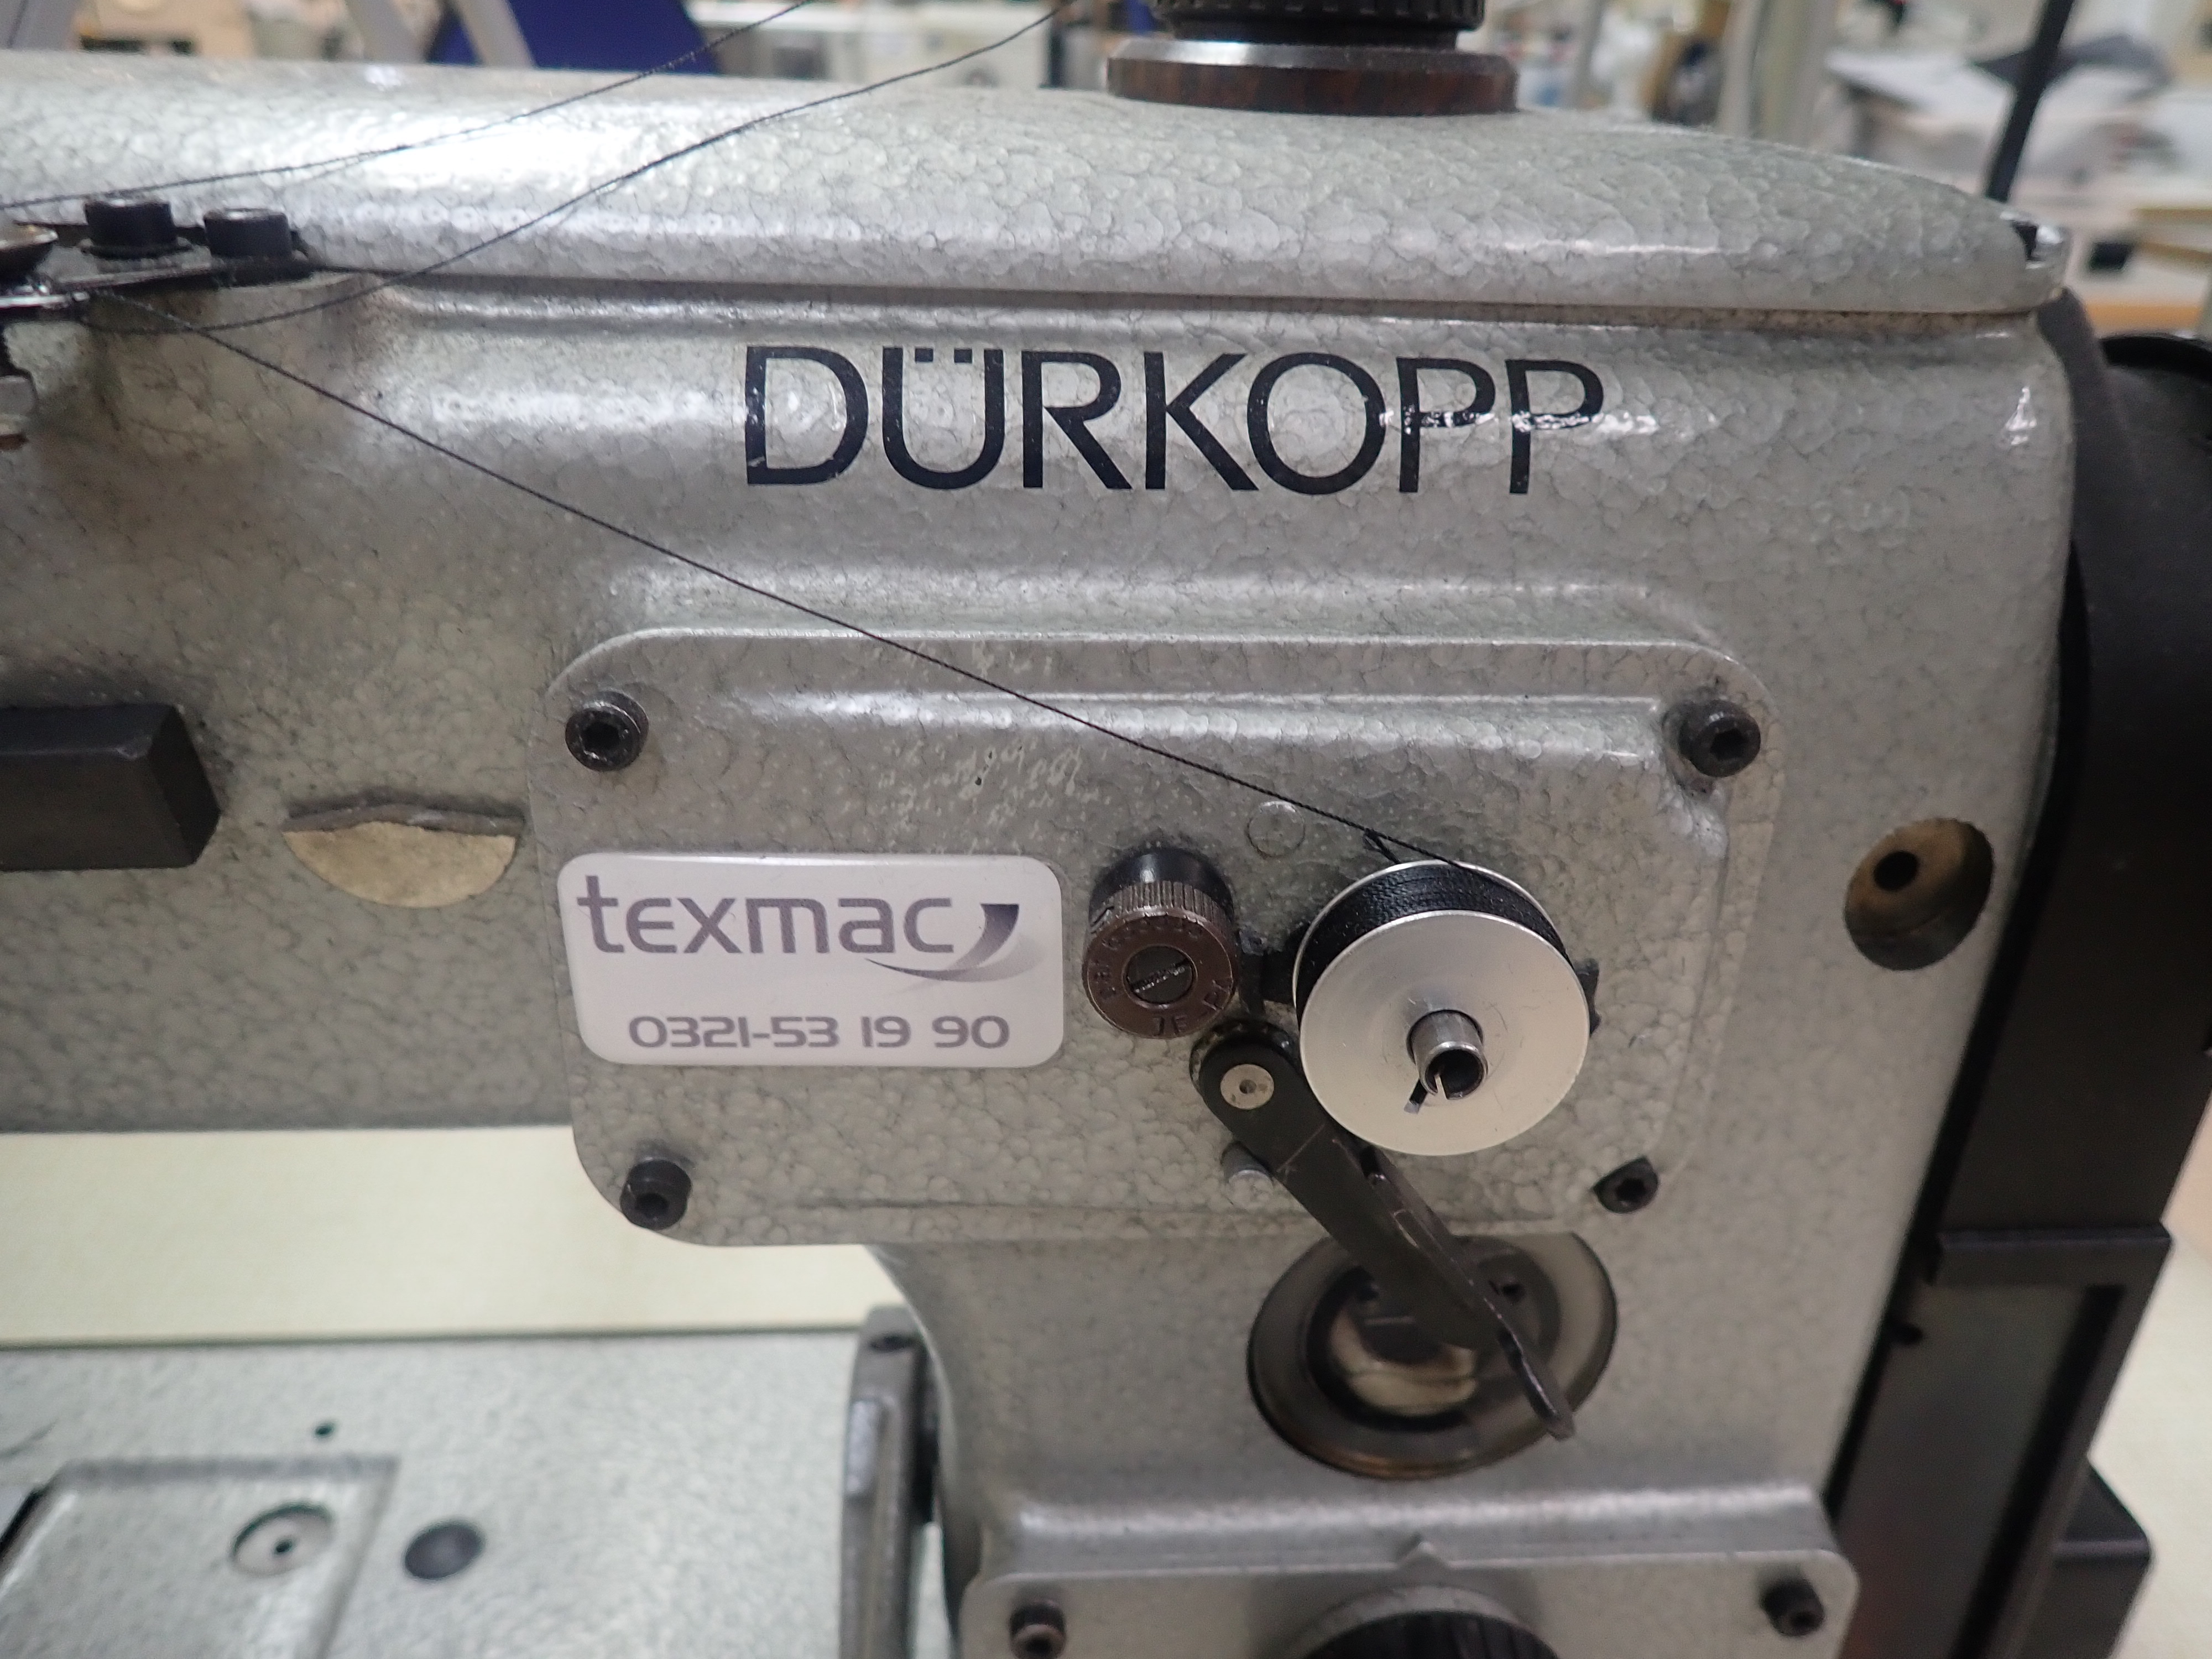 DÜRKOPP
texmac
0321-53 19 90